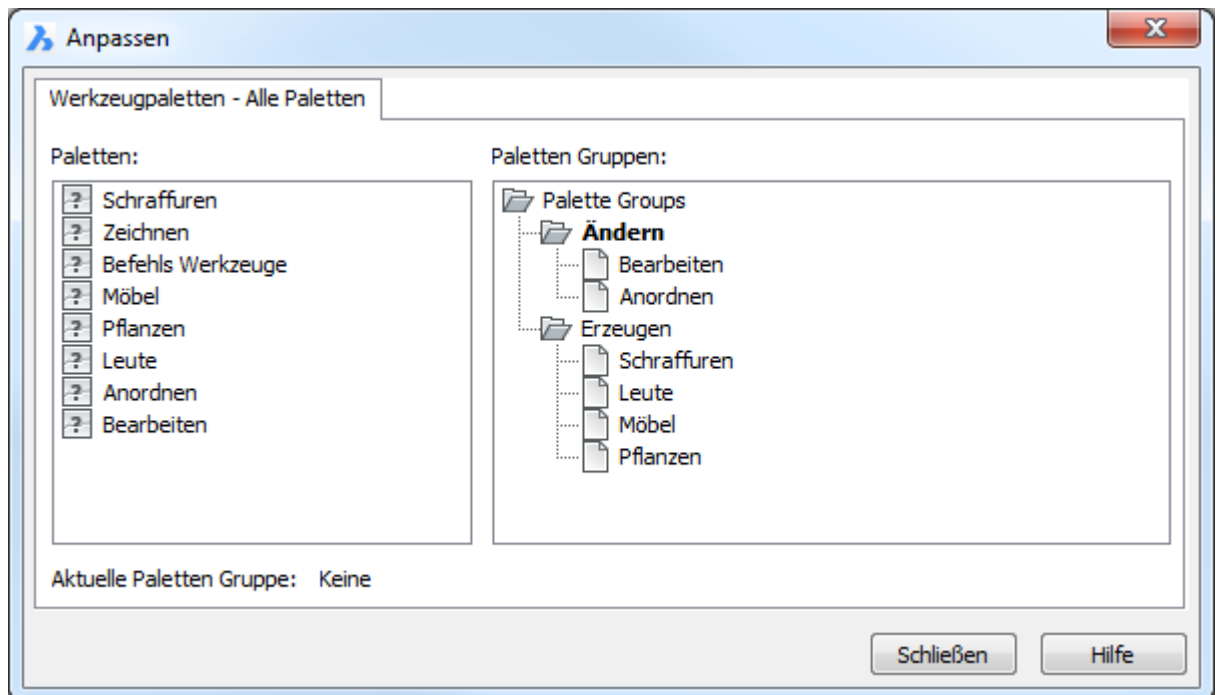 Anpassen
Werkzeugpaletten - Alle Paletten
Paletten:
Schraffuren
Zeichnen
Befehls Werkzeuge
Möbel
Pflanzen
Leute
Anordnen
Bearbeiten
Paletten Gruppen:
Palette Groups
Ändern
Bearbeiten
Anordnen
Erzeugen
Schraffuren
Leute
Möbel
Pflanzen
Aktuelle Paletten Gruppe: Keine
Schließen
Hilfe